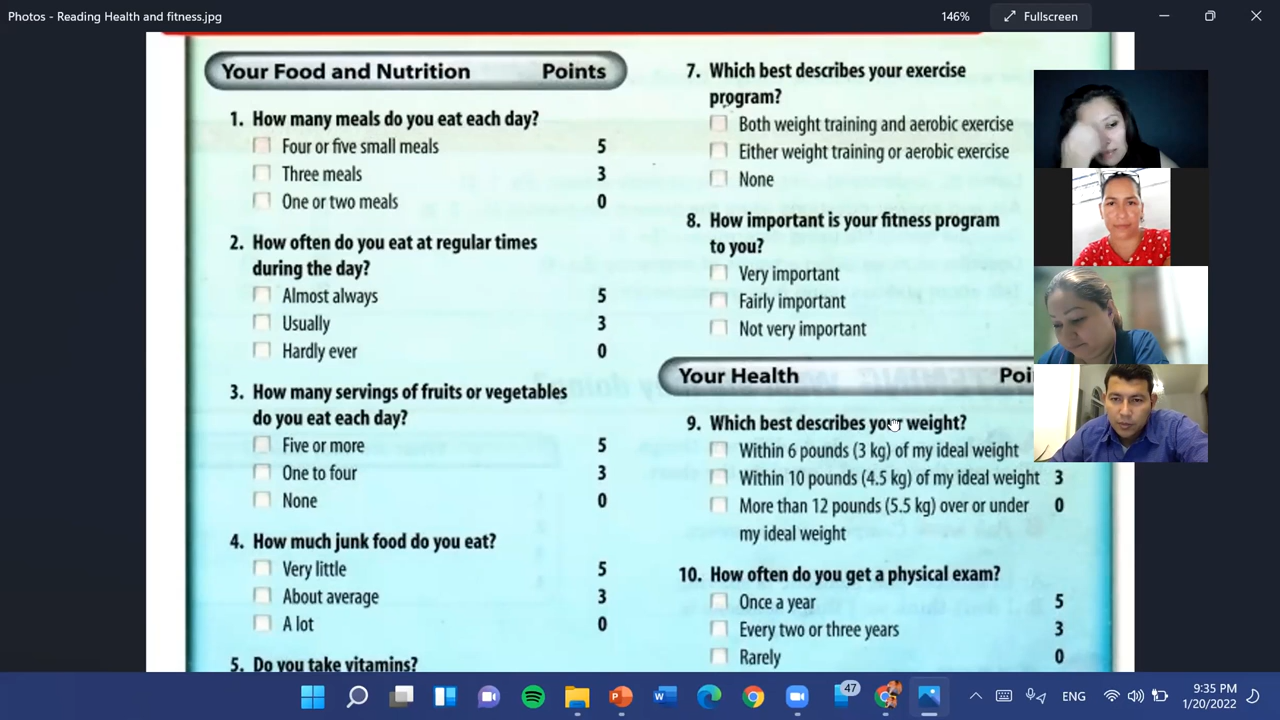 Photos - Reading Health and fitness.jpg
146%
Fullscreen
Your Food and Nutrition Points
1. How many meals do you eat each day?
Four or five small meals 5
Three meals 3
One or two meals 0
2. How often do you eat at regular times
during the day?
Almost always 5
Usually 3
Hardly ever 0
3. How many servings of fruits or vegetables
do you eat each day?
Five or more 5
One to four 3
None 0
4. How much junk food do you eat?
Very little 5
About average 3
A lot 0
5. Do you take vitamins?
7. Which best describes your exercise
program?
Both weight training and aerobic exercise
Either weight training or aerobic exercise
None
8. How important is your fitness program
to you?
Very important
Fairly important
Not very important
Your Health Poi
9. Which best describes your weight?
Within 6 pounds (3 kg) of my ideal weight
Within 10 pounds (4.5 kg) of my ideal weight 3
More than 12 pounds (5.5 kg) over or under 0
my ideal weight
10. How often do you get a physical exam?
Once a year 5
Every two or three years 3
Rarely 0
47
ENG
9:35 PM
1/20/2022